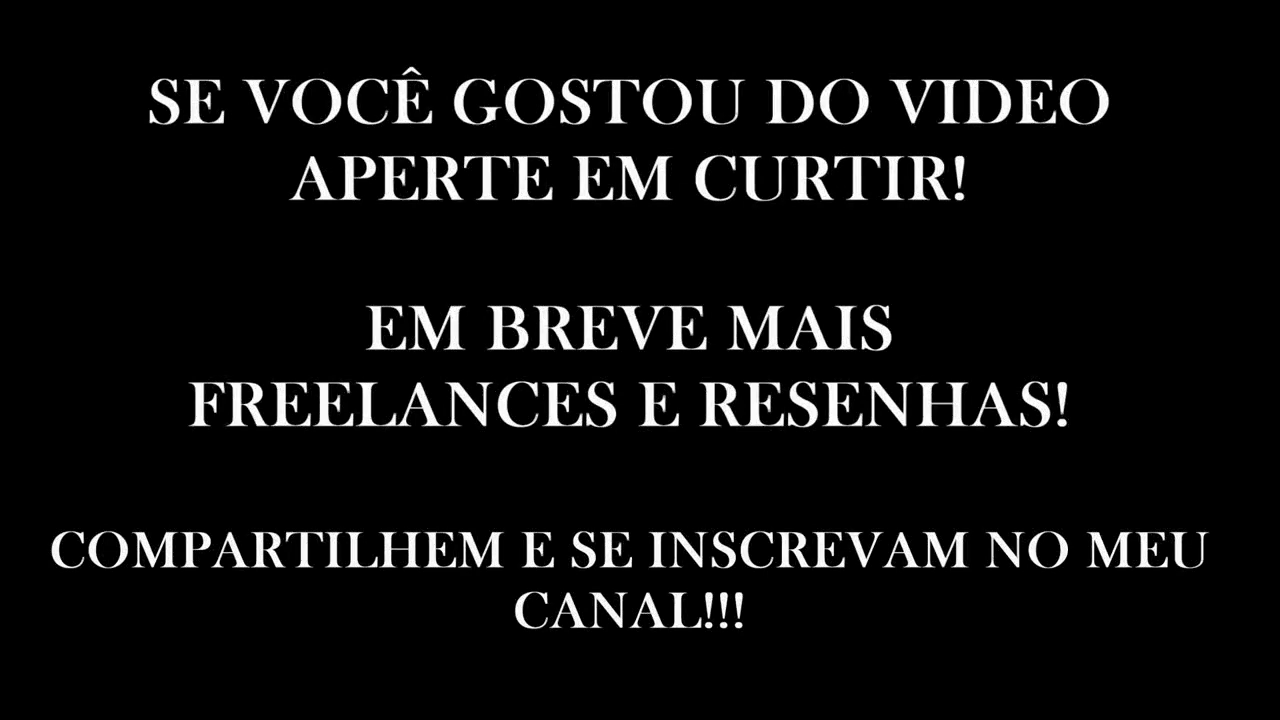 SE VOCÊ GOSTOU DO VIDEO
APERTE EM CURTIR!
EM BREVE MAIS
FREELANCES E RESENHAS!
COMPARTILHEM E SE INSCREVAM NO MEU
CANAL!!!